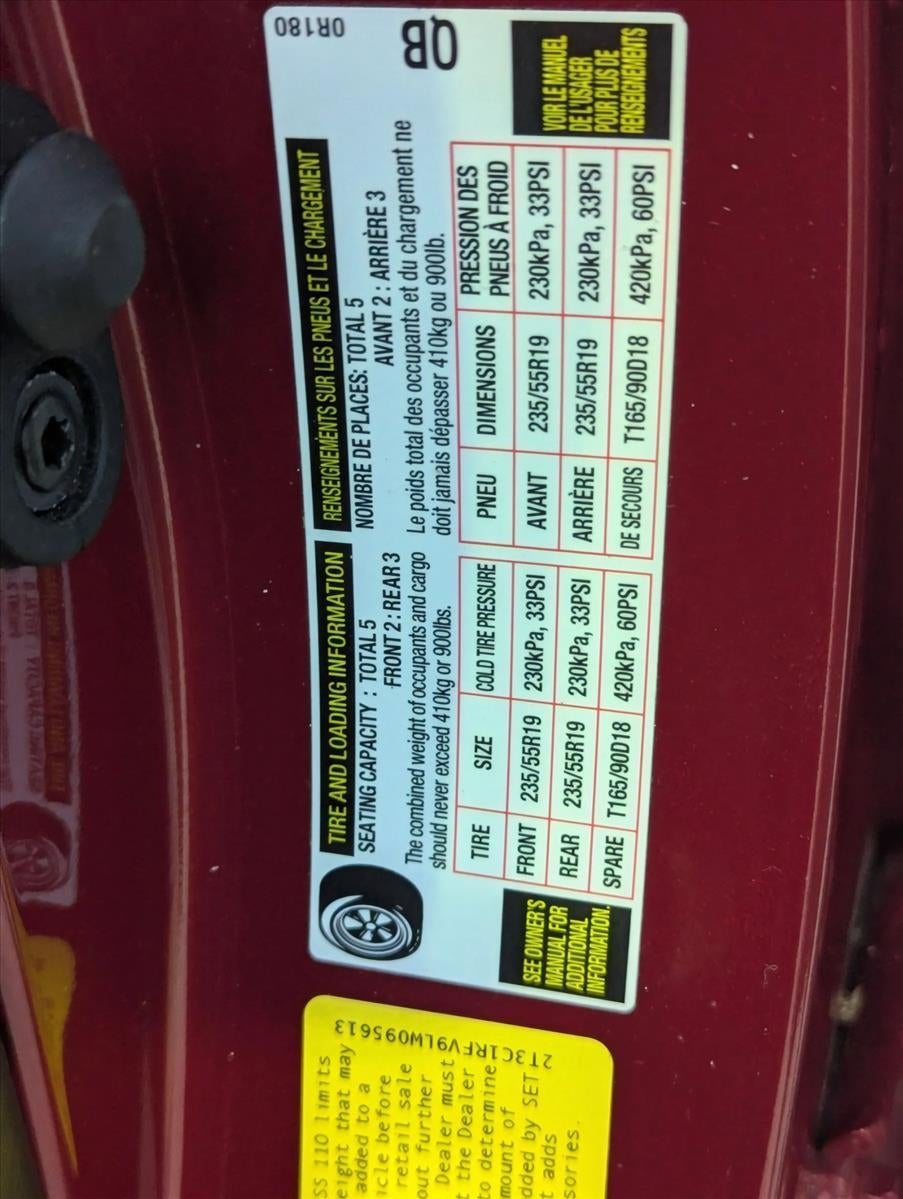 0R180
QB
TIRE AND LOADING INFORMATION
SEATING CAPACITY : TOTAL 5
FRONT 2 : REAR 3
The combined weight of occupants and cargo
should never exceed 410kg or 900lbs.
RENSEIGNEMENTS SUR LES PNEUS ET LE CHARGEMENT
NOMBRE DE PLACES: TOTAL 5
AVANT 2 : ARRIÈRE 3
Le poids total des occupants et du chargement ne
doit jamais dépasser 410kg ou 900lb.
TIRE SIZE COLD TIRE PRESSURE
FRONT 235/55R19 230kPa, 33PSI
REAR 235/55R19 230kPa, 33PSI
SPARE T165/90D18 420kPa, 60PSI
PNEU DIMENSIONS PRESSION DES PNEUS À FROID
AVANT 235/55R19 230kPa, 33PSI
ARRIÈRE 235/55R19 230kPa, 33PSI
DE SECOURS T165/90D18 420kPa, 60PSI
SEE OWNER'S
MANUAL FOR
ADDITIONAL
INFORMATION.
VOIR LE MANUEL
DE L'USAGER
POUR PLUS DE
RENSEIGNEMENTS
2T3C1RFV9LW095613
SS 110 limits
eight that may
added to a
icle before
retail sale
out further
Dealer must
t the Dealer
to determine
mount of
dded by SET
t adds
sories.